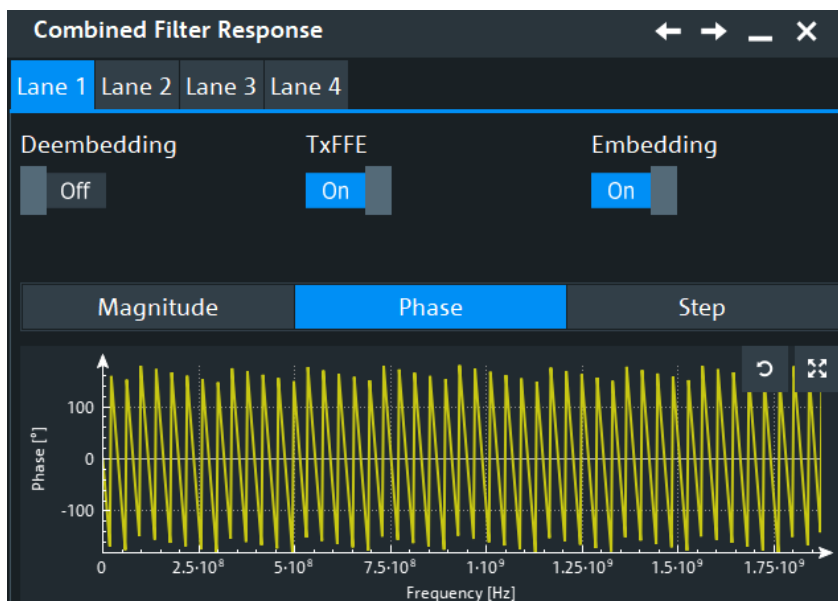 Combined Filter Response
Lane 1 Lane 2 Lane 3 Lane 4
Deembedding TxFFE Embedding
Off On On
Magnitude Phase Step
Phase [°]
100
0
-100
0 2.5·10⁸ 5·10⁸ 7.5·10⁸ 1·10⁹ 1.25·10⁹ 1.5·10⁹ 1.75·10⁹
Frequency [Hz]